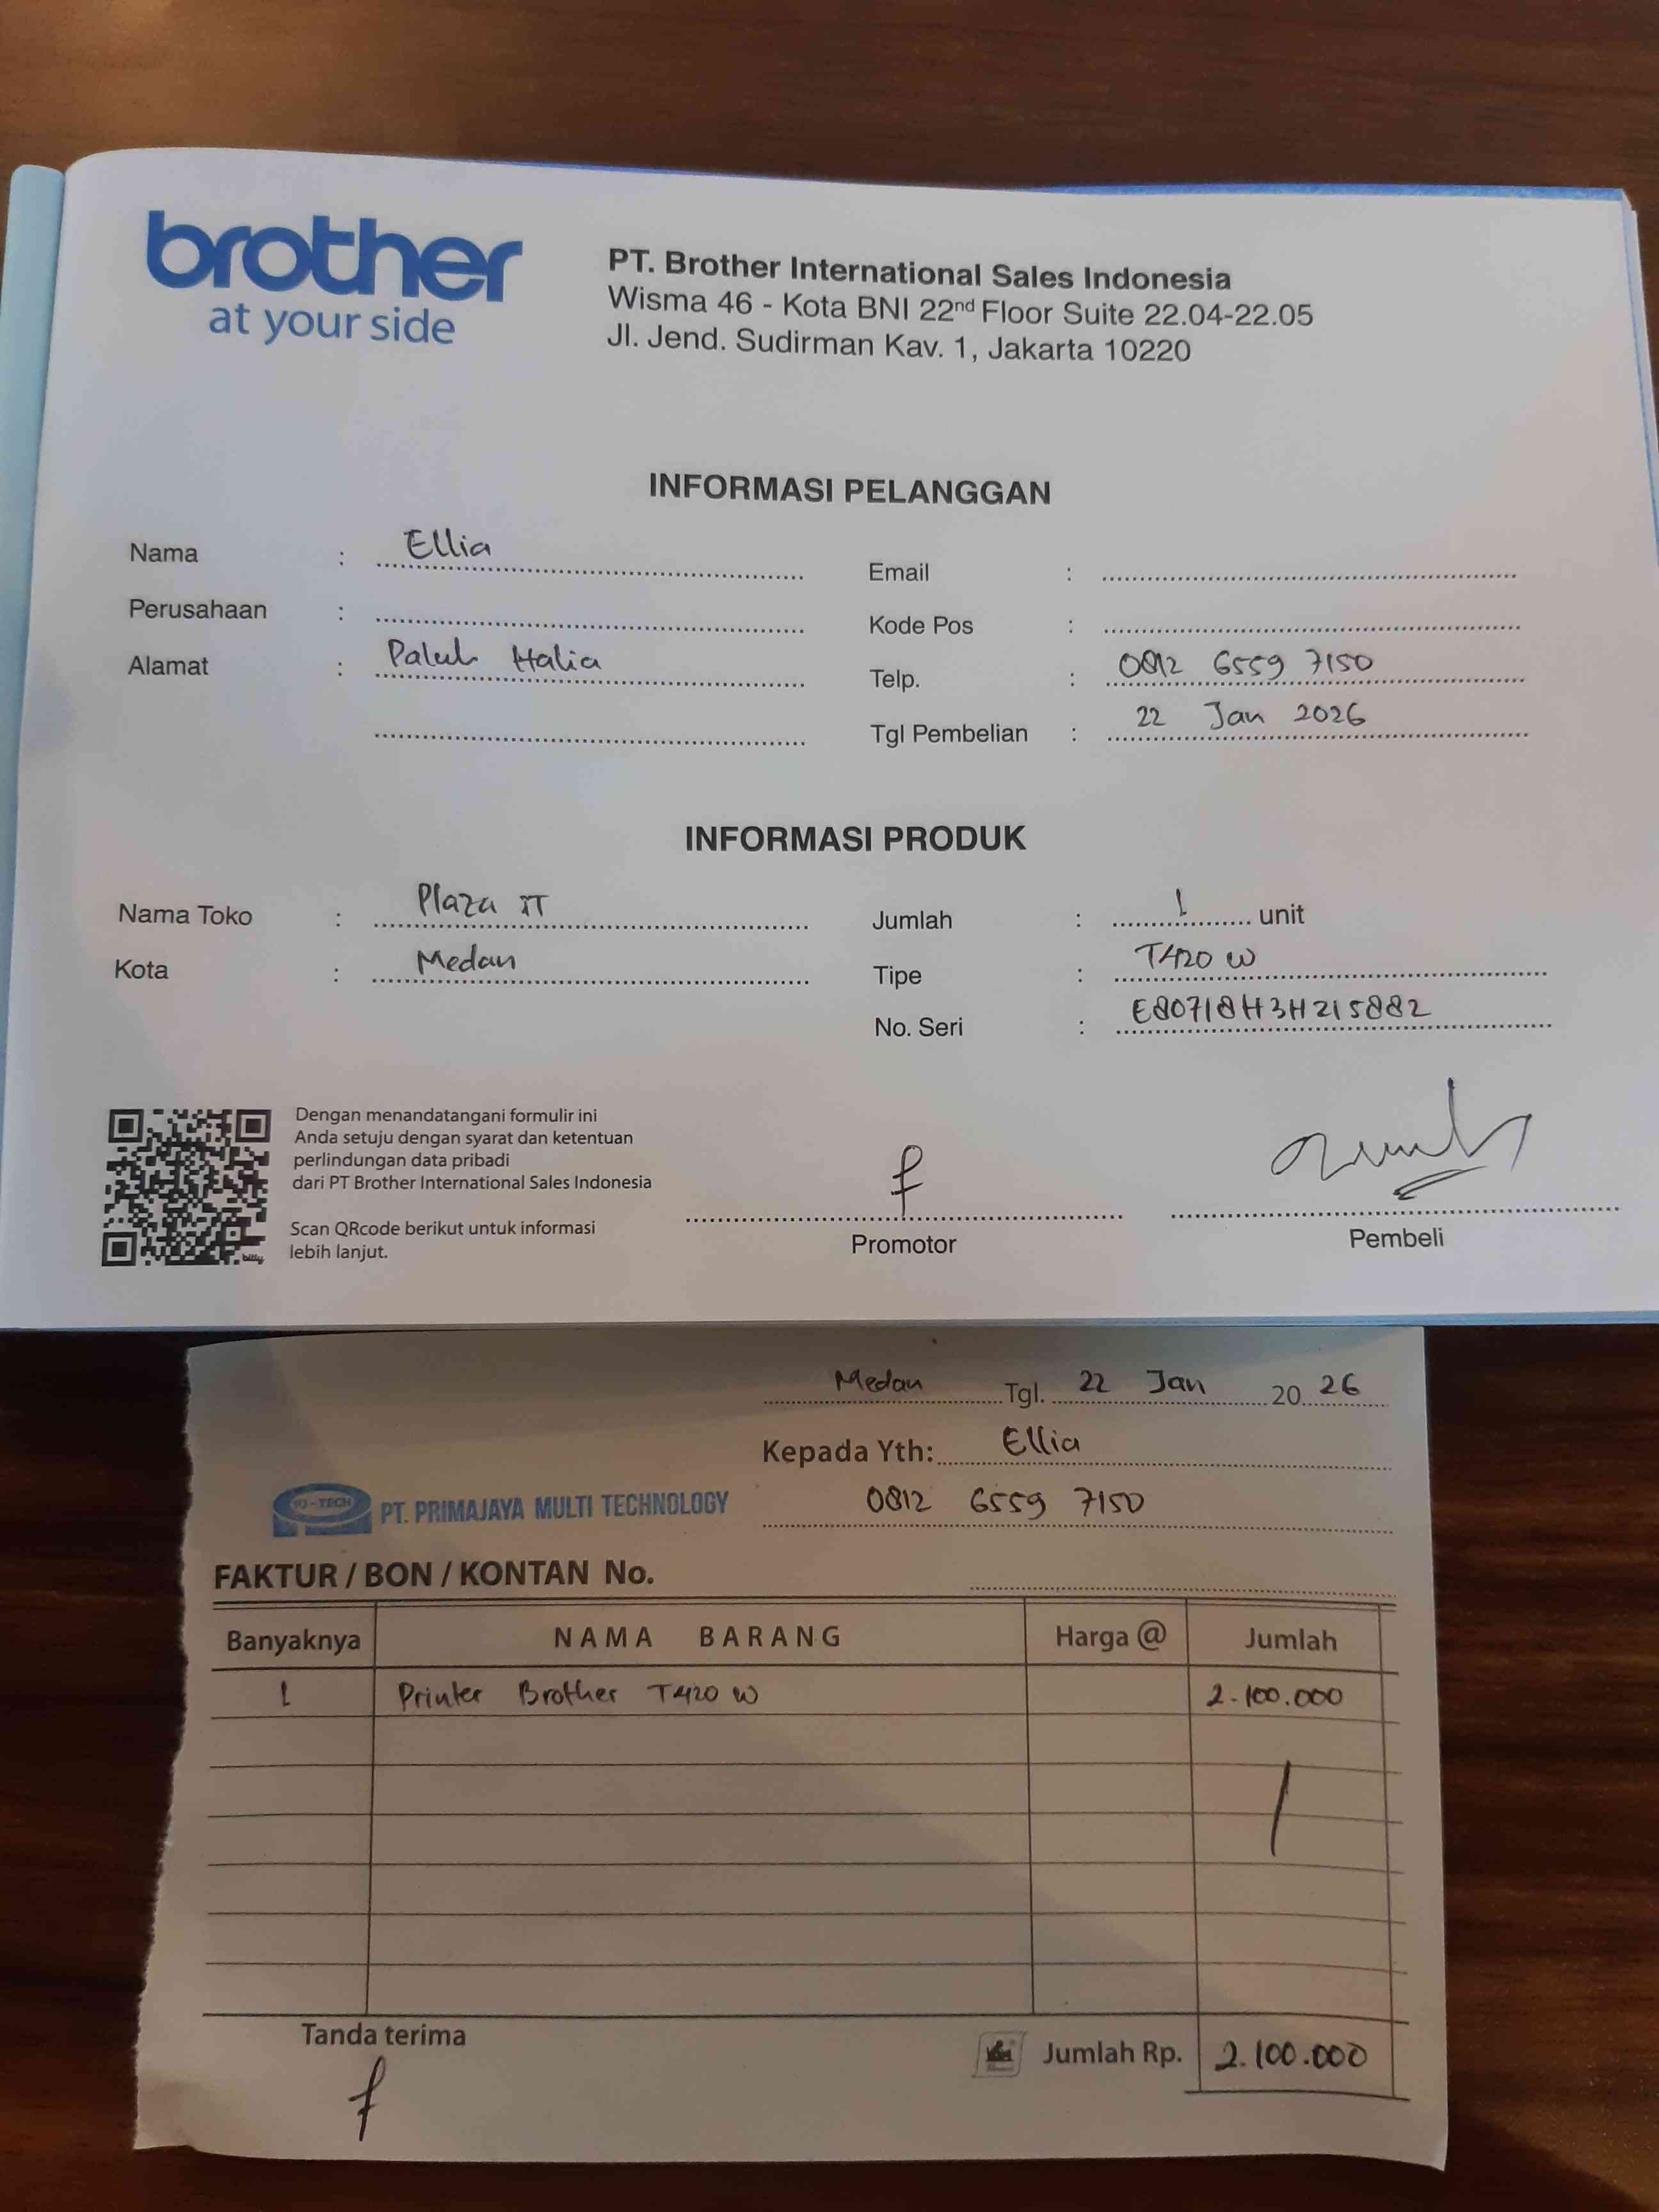 brother
at your side
PT. Brother International Sales Indonesia
Wisma 46 - Kota BNI 22nd Floor Suite 22.04-22.05
Jl. Jend. Sudirman Kav. 1, Jakarta 10220
INFORMASI PELANGGAN
Nama : Ellia
Perusahaan :
Alamat : Paluh Halia
Email :
Kode Pos :
Telp. : 0812 6559 7150
Tgl Pembelian : 22 Jan 2026
INFORMASI PRODUK
Nama Toko : Plaza IT
Kota : Medan
Jumlah : 1 unit
Tipe : T420 W
No. Seri : E80718H3H215882
Dengan menandatangani formulir ini
Anda setuju dengan syarat dan ketentuan
perlindungan data pribadi
dari PT Brother International Sales Indonesia
Scan QRcode berikut untuk informasi
lebih lanjut.
bitly
Promotor
Pembeli
Medan Tgl. 22 Jan 20 26
Kepada Yth: Ellia
0812 6559 7150
PT. PRIMAJAYA MULTI TECHNOLOGY
FAKTUR / BON / KONTAN No.
Banyaknya NAMA BARANG Harga @ Jumlah
1 Printer Brother T420 W 2.100.000
Tanda terima
Jumlah Rp. 2.100.000